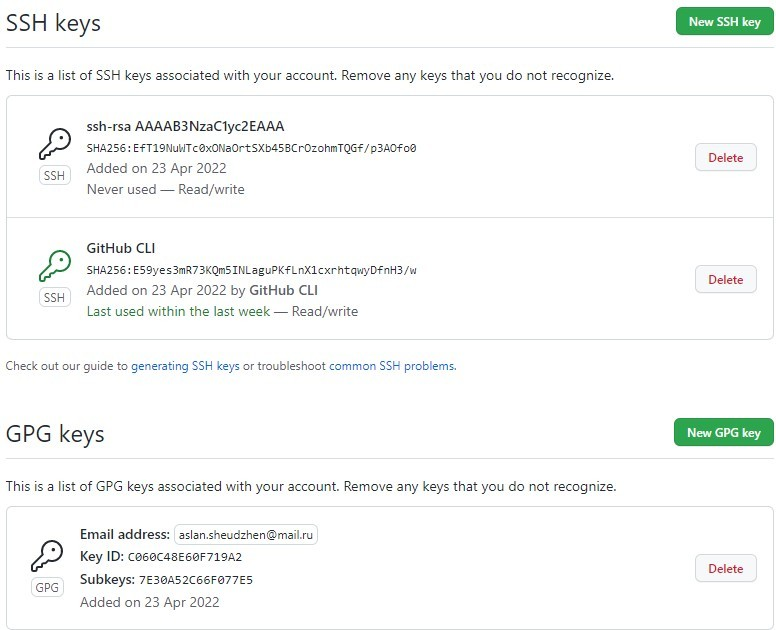 SSH keys
New SSH key
This is a list of SSH keys associated with your account. Remove any keys that you do not recognize.
ssh-rsa AAAAB3NzaC1yc2EAAA
SHA256:EfT19NuWTc0xONaOrtSXb45BCrOzohmTQGf/p3AOfo0
Added on 23 Apr 2022
Never used — Read/write
SSH
Delete
GitHub CLI
SHA256:E59yes3mR73KQm5INLaguPKfLnX1cxrhtqwyDfnH3/w
Added on 23 Apr 2022 by GitHub CLI
Last used within the last week — Read/write
SSH
Delete
Check out our guide to generating SSH keys or troubleshoot common SSH problems.
GPG keys
New GPG key
This is a list of GPG keys associated with your account. Remove any keys that you do not recognize.
Email address: aslan.sheudzhen@mail.ru
Key ID: C060C48E60F719A2
Subkeys: 7E30A52C66F077E5
Added on 23 Apr 2022
GPG
Delete